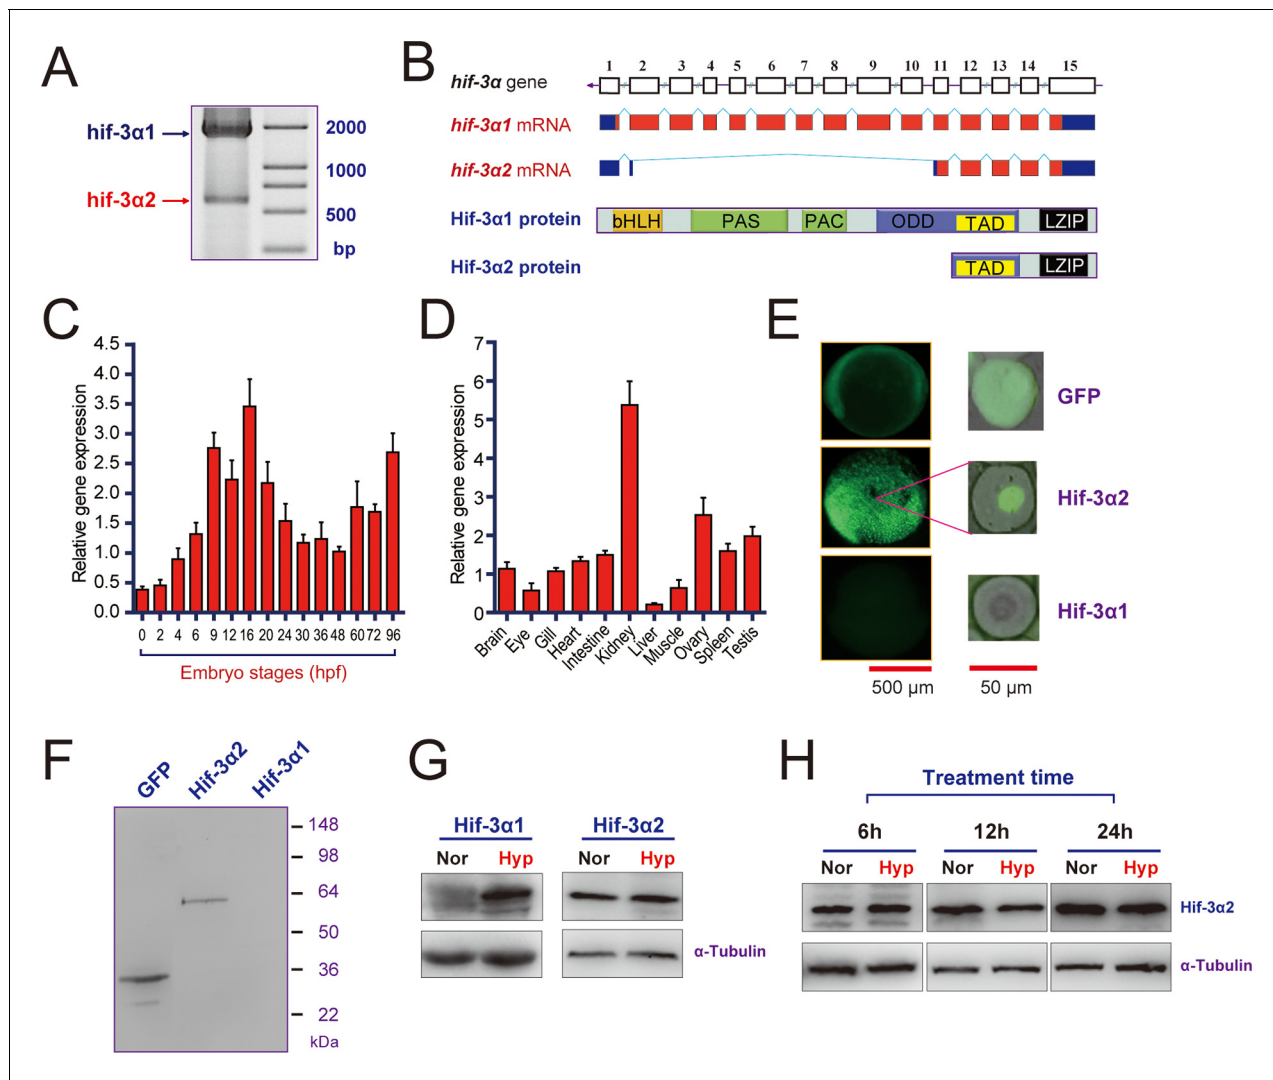 A
hif-3α1
hif-3α2
2000
1000
500
bp
B
1 2 3 4 5 6 7 8 9 10 11 12 13 14 15
hif-3α gene
hif-3α1 mRNA
hif-3α2 mRNA
Hif-3α1 protein
bHLH PAS PAC ODD TAD LZIP
Hif-3α2 protein
TAD LZIP
C
Relative gene expression
4.5
4.0
3.5
3.0
2.5
2.0
1.5
1.0
0.5
0.0
0 2 4 6 9 12 16 20 24 30 36 48 60 72 96
Embryo stages (hpf)
D
Relative gene expression
7
6
5
4
3
2
1
0
Brain Eye Gill Heart Intestine Kidney Liver Muscle Ovary Spleen Testis
E
GFP
Hif-3α2
Hif-3α1
500 µm 50 µm
F
GFP Hif-3α2 Hif-3α1
148
98
64
50
36
22
kDa
G
Hif-3α1 Hif-3α2
Nor Hyp Nor Hyp
α-Tubulin
H
Treatment time
6h 12h 24h
Nor Hyp Nor Hyp Nor Hyp
Hif-3α2
α-Tubulin